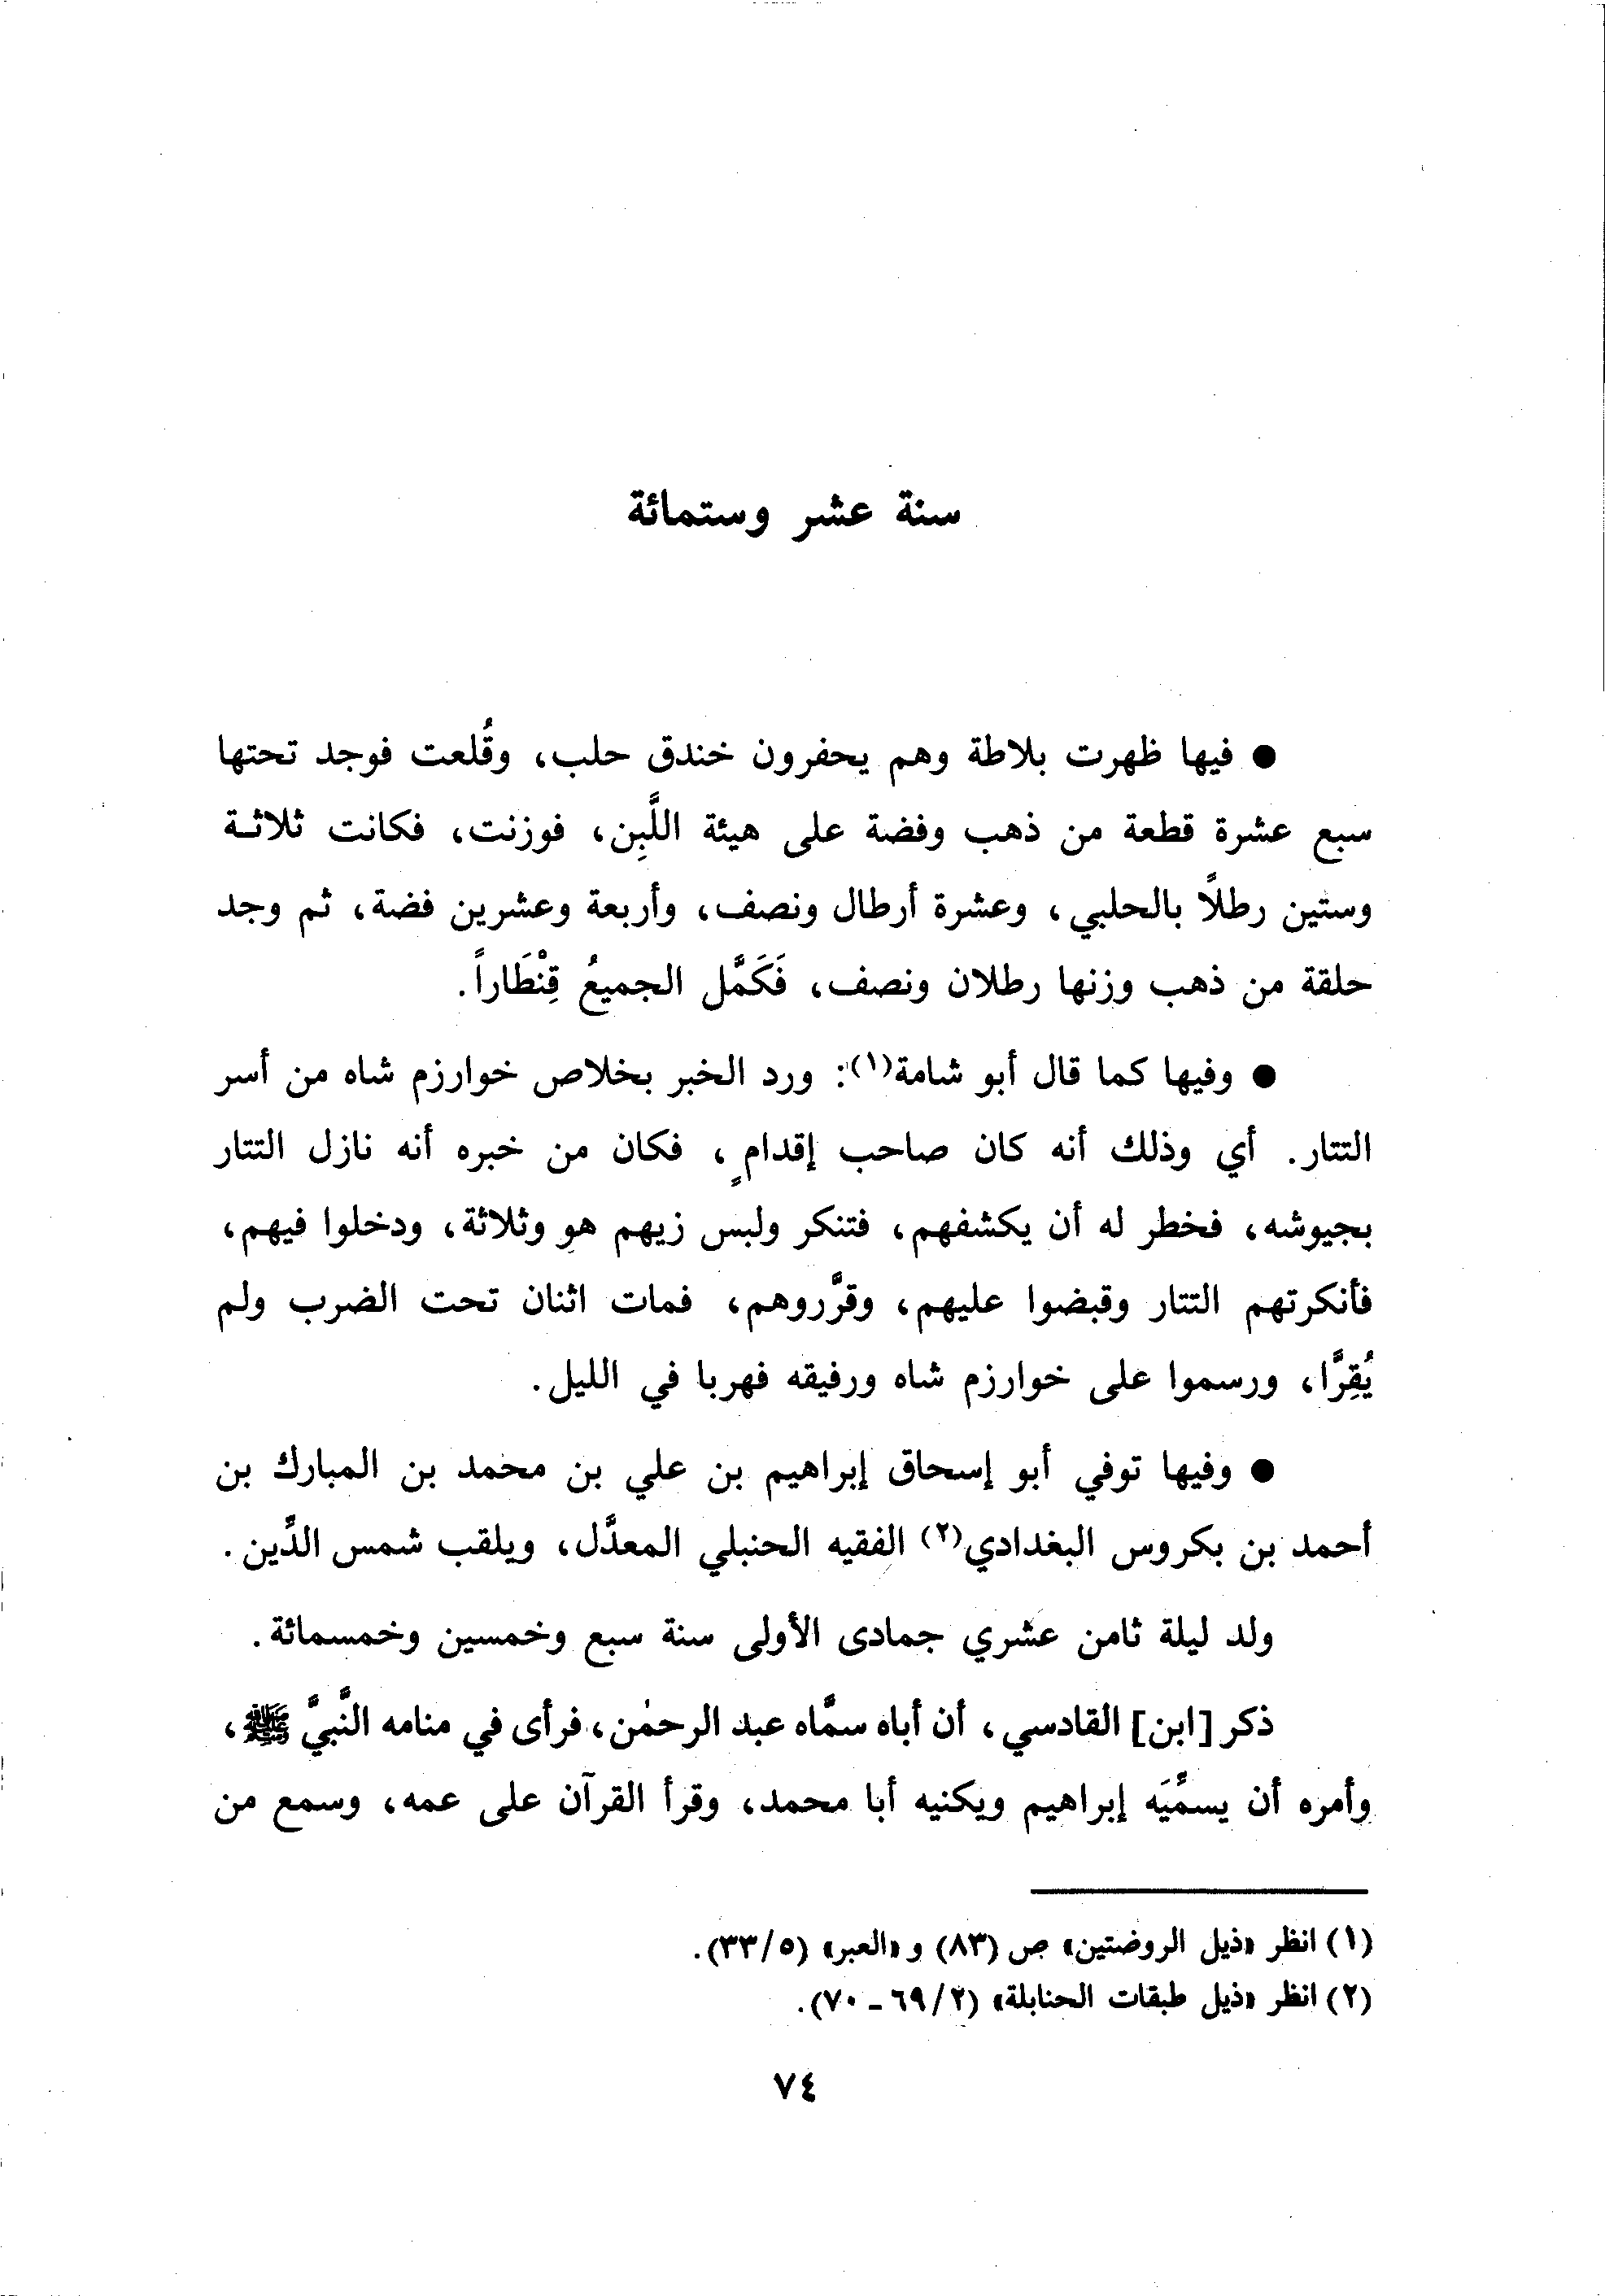 سنة عشر وستمائة
● فيها ظهرت بلاطة وهم يحفرون خندق حلب، وقُلعت فوجد تحتها
سبع عشرة قطعة من ذهب وفضة على هيئة اللَّبِن، فوزنت، فكانت ثلاثـة
وستين رطلًا بالحلبي، وعشرة أرطال ونصف، وأربعة وعشرين فضة، ثم وجد
حلقة من ذهب وزنها رطلان ونصف، فَكَمَّل الجميعُ قِنْطَاراً.
● وفيها كما قال أبو شامة(١): ورد الخبر بخلاص خوارزم شاه من أسر
التتار. أي وذلك أنه كان صاحب إقدامٍ، فكان من خبره أنه نازل التتار
بجيوشه، فخطر له أن يكشفهم، فتنكر ولبس زيهم هو وثلاثة، ودخلوا فيهم،
فأنكرتهم التتار وقبضوا عليهم، وقرَّروهم، فمات اثنان تحت الضرب ولم
يُقِرَّا، ورسموا على خوارزم شاه ورفيقه فهربا في الليل.
● وفيها توفي أبو إسحاق إبراهيم بن علي بن محمد بن المبارك بن
أحمد بن بكروس البغدادي(٢) الفقيه الحنبلي المعدَّل، ويلقب شمس الدِّين.
ولد ليلة ثامن عشري جمادى الأولى سنة سبع وخمسين وخمسمائة.
ذكر [ابن] القادسي، أن أباه سمَّاه عبد الرحمٰن، فرأى في منامه النَّبيَّ ﷺ،
وأمره أن يسمِّيَه إبراهيم ويكنيه أبا محمد، وقرأ القرآن على عمه، وسمع من
(١) انظر «ذيل الروضتين» ص (٨٣) و «العبر» (٥/٣٣).
(٢) انظر «ذيل طبقات الحنابلة» (٢/٦٩ - ٧٠).
٧٤